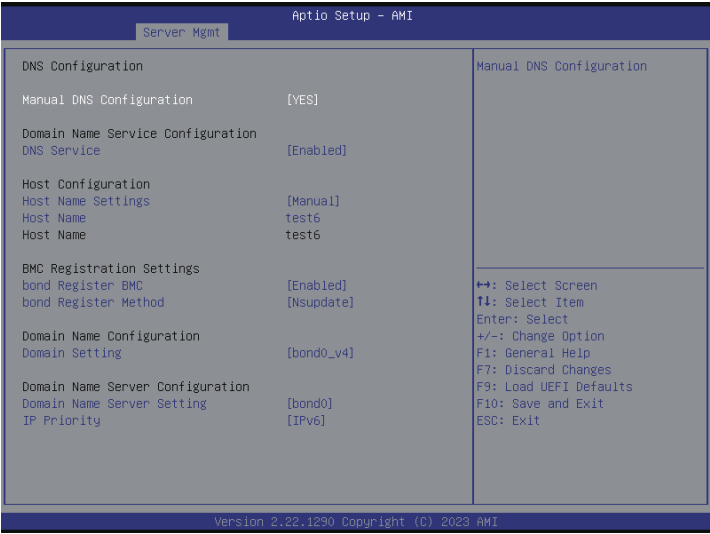 Aptio Setup – AMI
Server Mgmt
DNS Configuration
Manual DNS Configuration [YES]
Domain Name Service Configuration
DNS Service [Enabled]
Host Configuration
Host Name Settings [Manual]
Host Name test6
Host Name test6
BMC Registration Settings
bond Register BMC [Enabled]
bond Register Method [Nsupdate]
Domain Name Configuration
Domain Setting [bond0_v4]
Domain Name Server Configuration
Domain Name Server Setting [bond0]
IP Priority [IPv6]
Manual DNS Configuration
↔: Select Screen
↑↓: Select Item
Enter: Select
+/-: Change Option
F1: General Help
F7: Discard Changes
F9: Load UEFI Defaults
F10: Save and Exit
ESC: Exit
Version 2.22.1290 Copyright (C) 2023 AMI